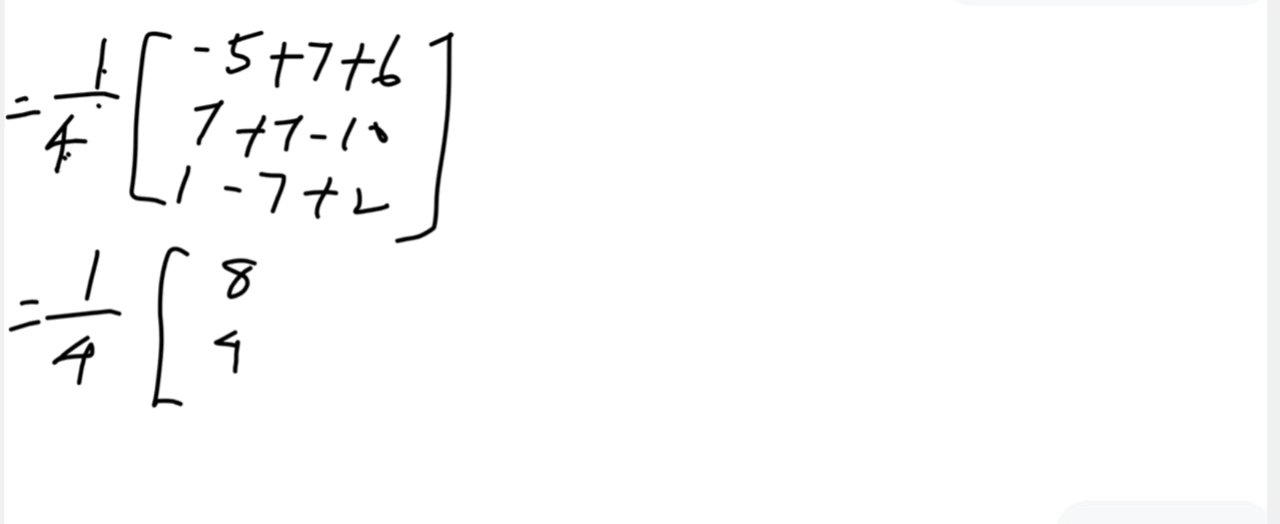 = 1/4 [ -5+7+6
7+7-10
1-7+2 ]
= 1/4 [ 8
4